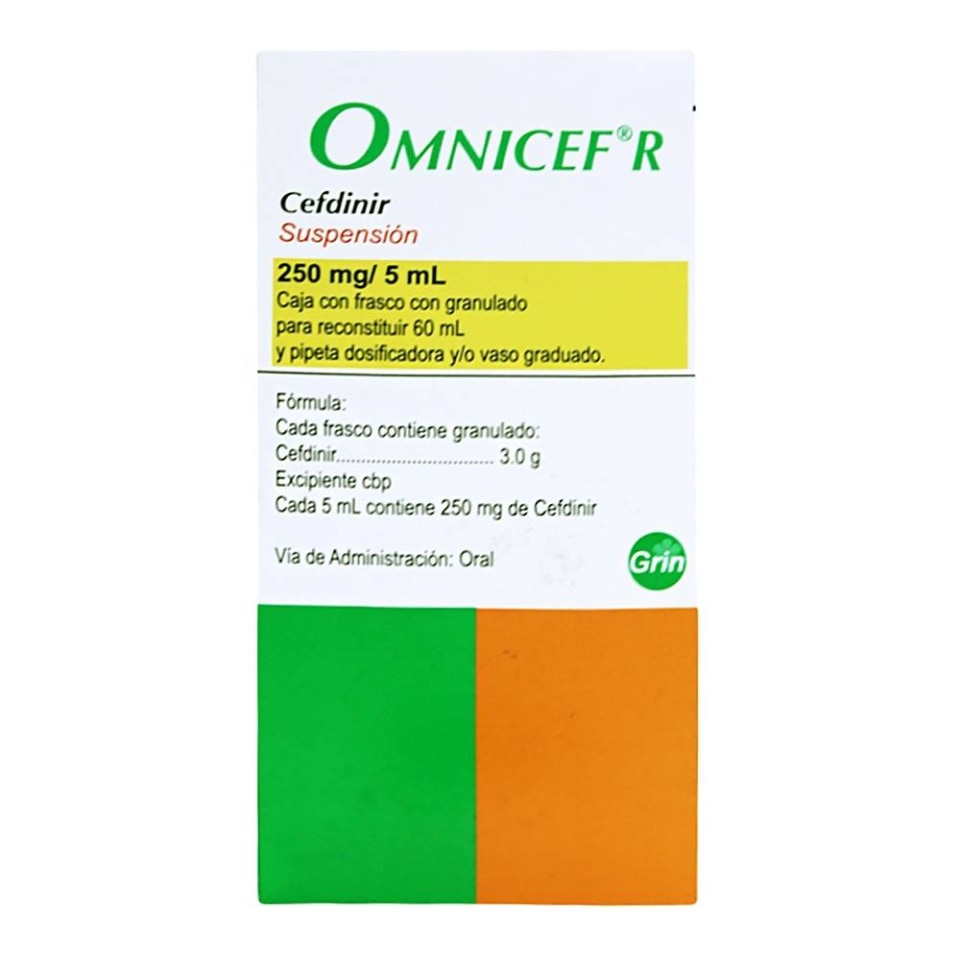 OMNICEF® R
Cefdinir
Suspensión
250 mg/ 5 mL
Caja con frasco con granulado
para reconstituir 60 mL
y pipeta dosificadora y/o vaso graduado.
Fórmula:
Cada frasco contiene granulado:
Cefdinir............................... 3.0 g
Excipiente cbp
Cada 5 mL contiene 250 mg de Cefdinir
Vía de Administración: Oral
Grin